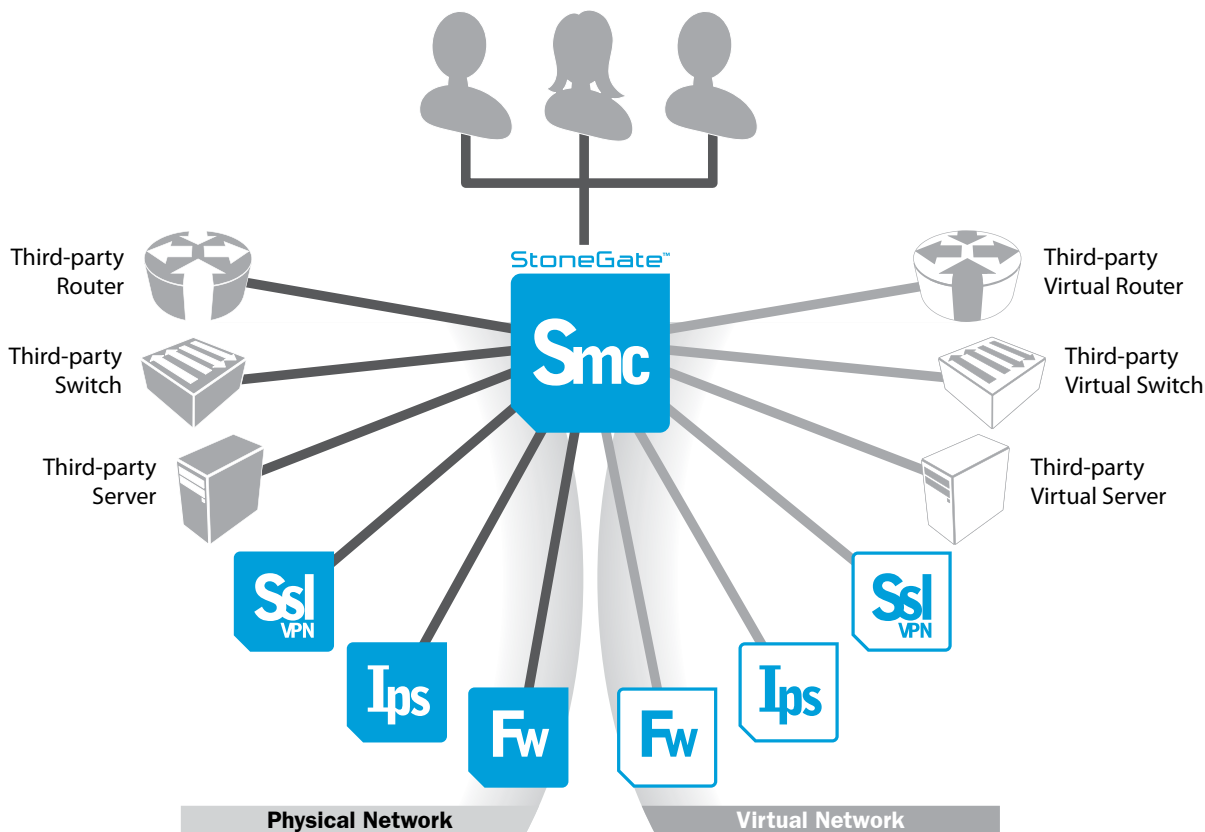 StoneGate™
Smc
Third-party
Router
Third-party
Switch
Third-party
Server
Third-party
Virtual Router
Third-party
Virtual Switch
Third-party
Virtual Server
Ssl
VPN
Ips
Fw
Fw
Ips
Ssl
VPN
Physical Network
Virtual Network